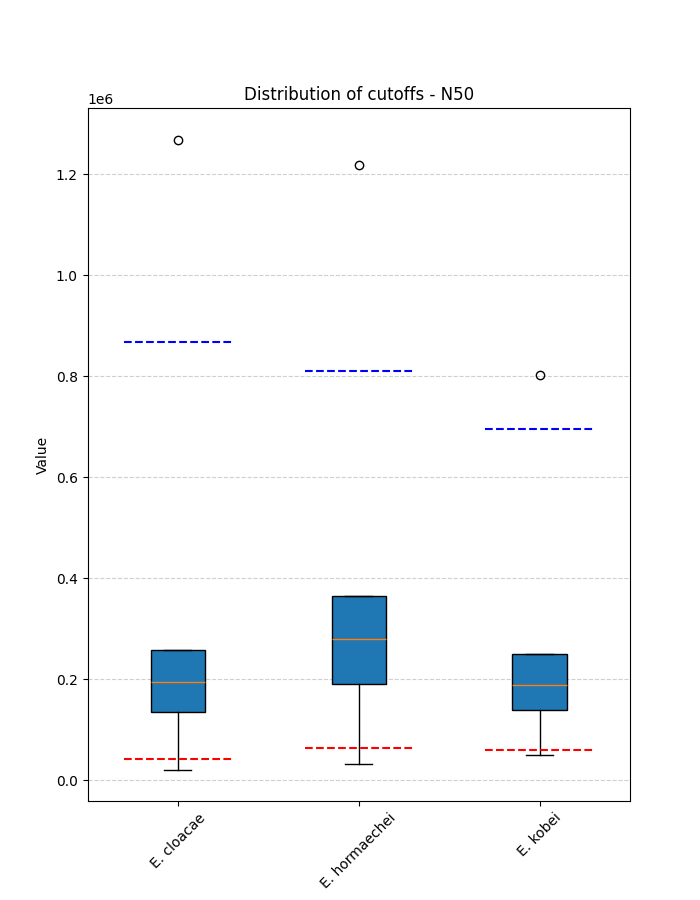 Distribution of cutoffs - N50
1e6
Value
1.2
1.0
0.8
0.6
0.4
0.2
0.0
E. cloacae
E. hormaechei
E. kobei